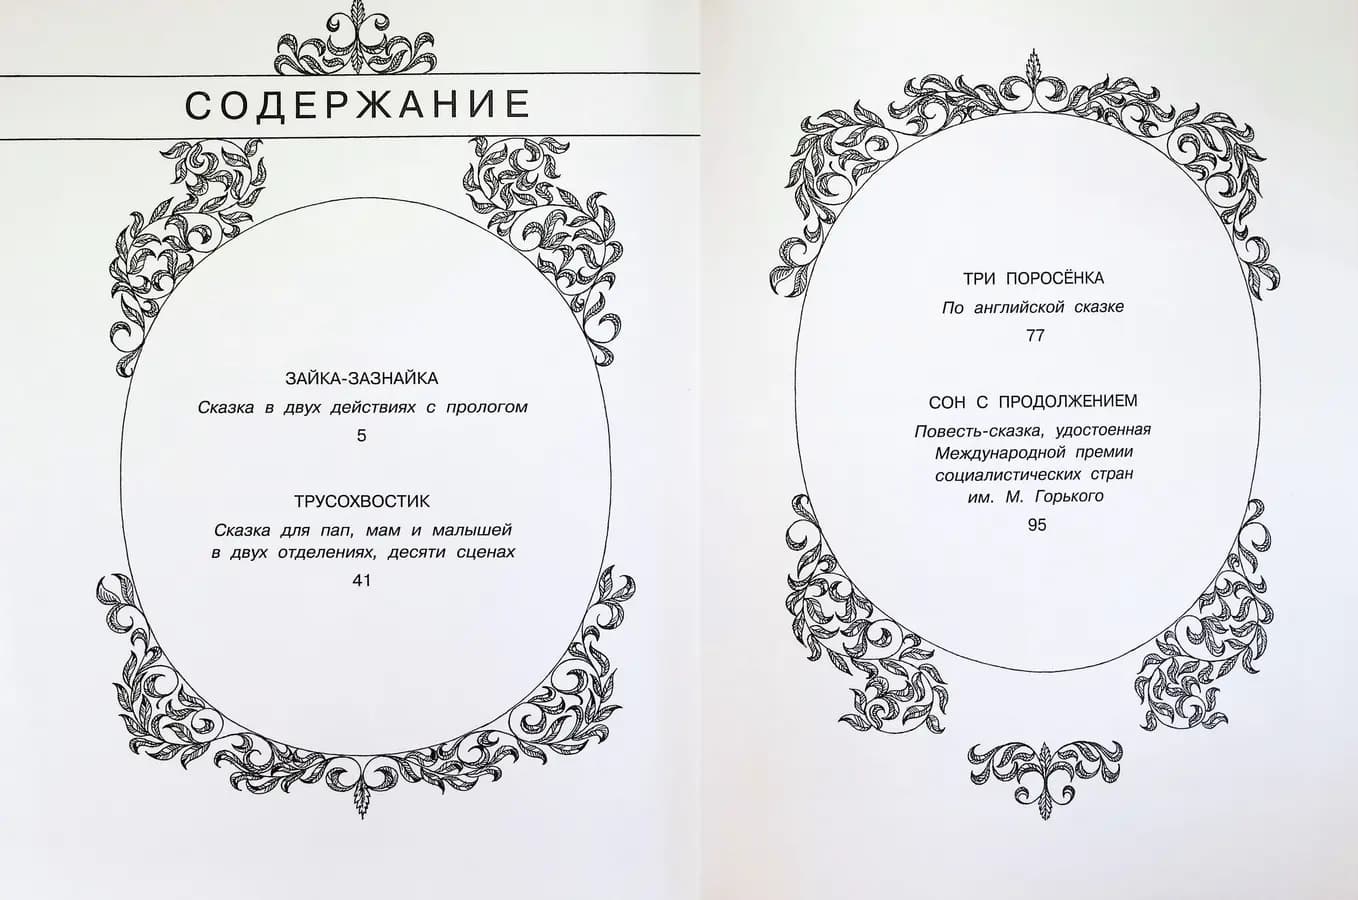 СОДЕРЖАНИЕ
ЗАЙКА-ЗАЗНАЙКА
Сказка в двух действиях с прологом
5
ТРУСОХВОСТИК
Сказка для пап, мам и малышей
в двух отделениях, десяти сценах
41
ТРИ ПОРОСЁНКА
По английской сказке
77
СОН С ПРОДОЛЖЕНИЕМ
Повесть-сказка, удостоенная
Международной премии
социалистических стран
им. М. Горького
95